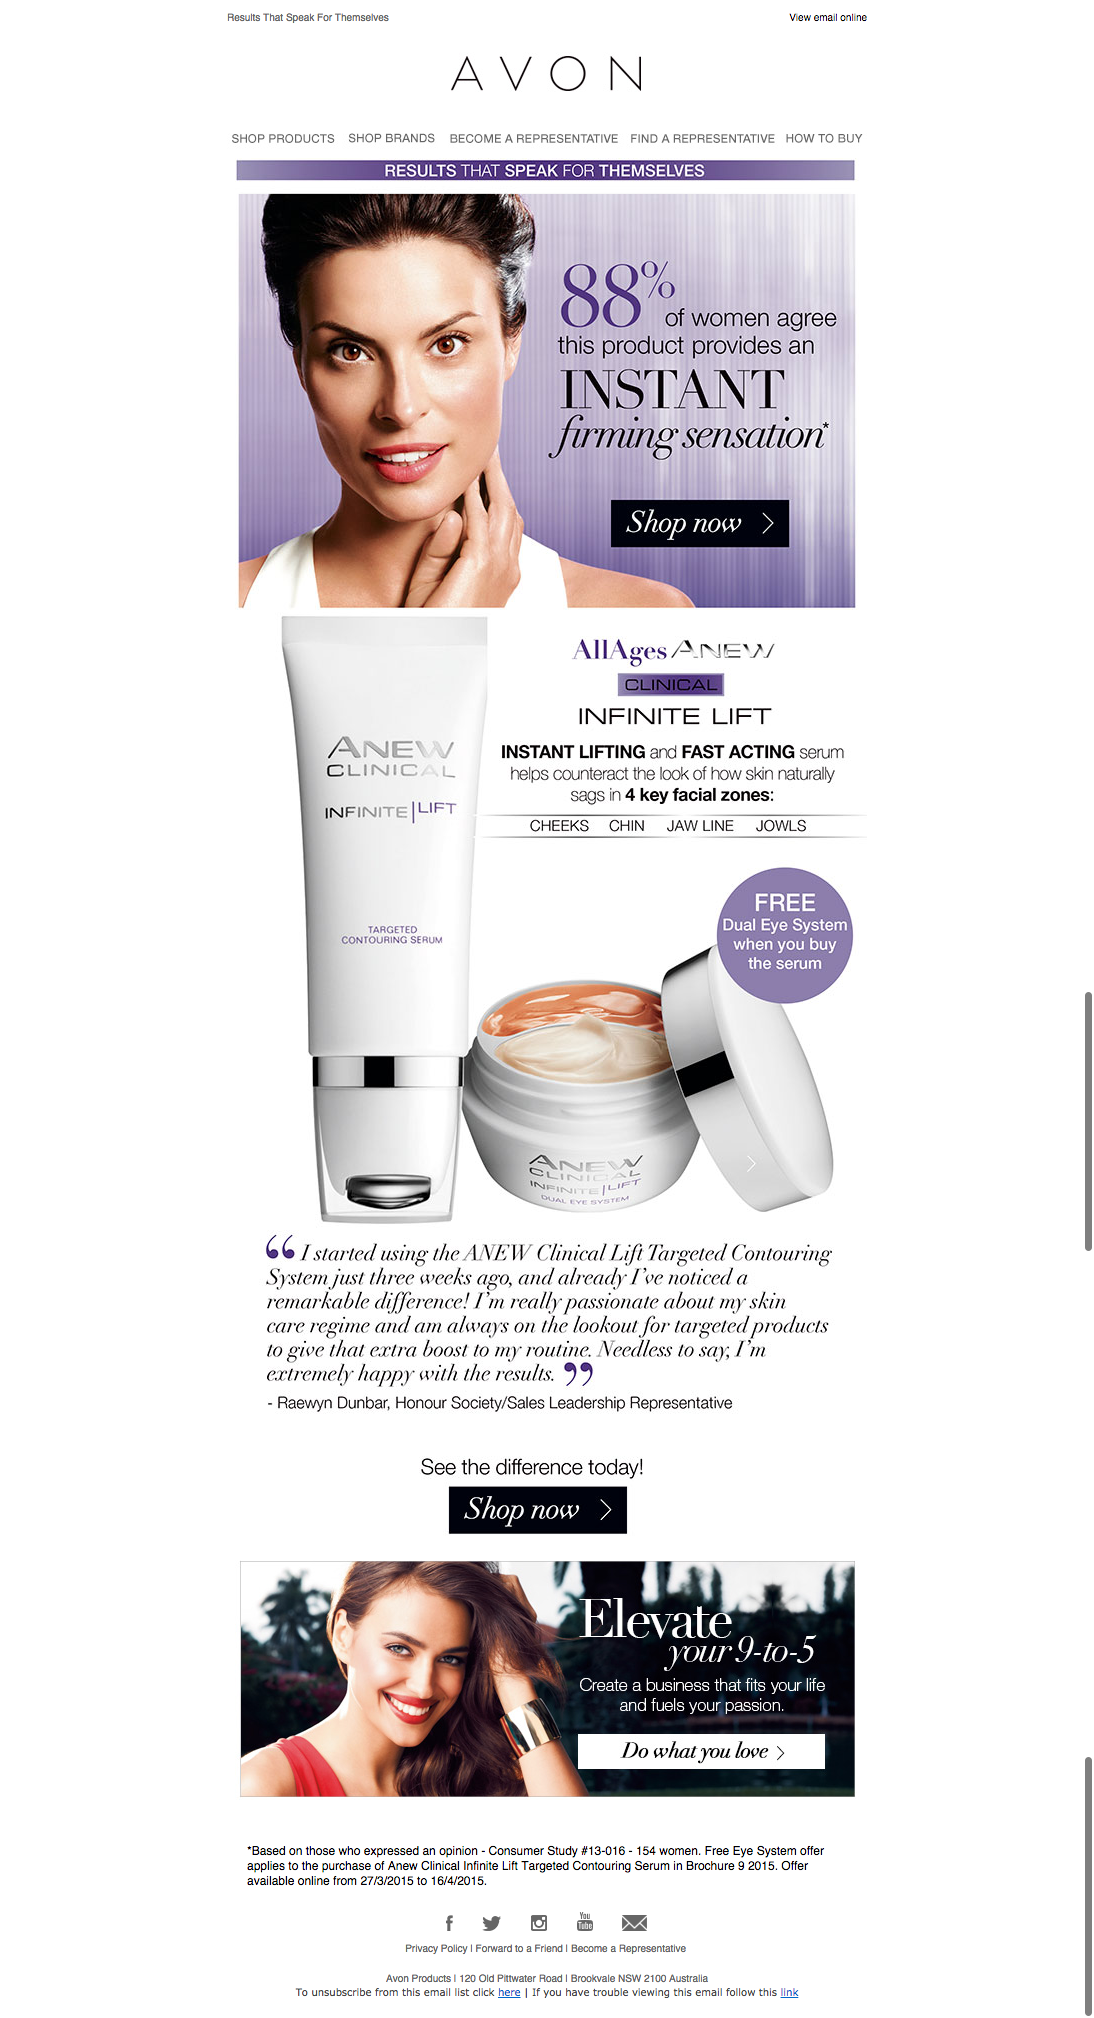 Results That Speak For Themselves
View email online
AVON
SHOP PRODUCTS SHOP BRANDS BECOME A REPRESENTATIVE FIND A REPRESENTATIVE HOW TO BUY
RESULTS THAT SPEAK FOR THEMSELVES
88%
of women agree
this product provides an
INSTANT
firming sensation*
Shop now
AllAges ANEW
CLINICAL
INFINITE LIFT
INSTANT LIFTING and FAST ACTING serum
helps counteract the look of how skin naturally
sags in 4 key facial zones:
CHEEKS CHIN JAW LINE JOWLS
ANEW
CLINICAL
INFINITE|LIFT
TARGETED
CONTOURING SERUM
FREE
Dual Eye System
when you buy
the serum
ANEW
CLINICAL
INFINITE|LIFT
DUAL EYE SYSTEM
“I started using the ANEW Clinical Lift Targeted Contouring
System just three weeks ago, and already I’ve noticed a
remarkable difference! I’m really passionate about my skin
care regime and am always on the lookout for targeted products
to give that extra boost to my routine. Needless to say, I’m
extremely happy with the results.”
- Raewyn Dunbar, Honour Society/Sales Leadership Representative
See the difference today!
Shop now
Elevate
your 9-to-5
Create a business that fits your life
and fuels your passion.
Do what you love
*Based on those who expressed an opinion - Consumer Study #13-016 - 154 women. Free Eye System offer
applies to the purchase of Anew Clinical Infinite Lift Targeted Contouring Serum in Brochure 9 2015. Offer
available online from 27/3/2015 to 16/4/2015.
You
Tube
Privacy Policy | Forward to a Friend | Become a Representative
Avon Products | 120 Old Pittwater Road | Brookvale NSW 2100 Australia
To unsubscribe from this email list click here | If you have trouble viewing this email follow this link